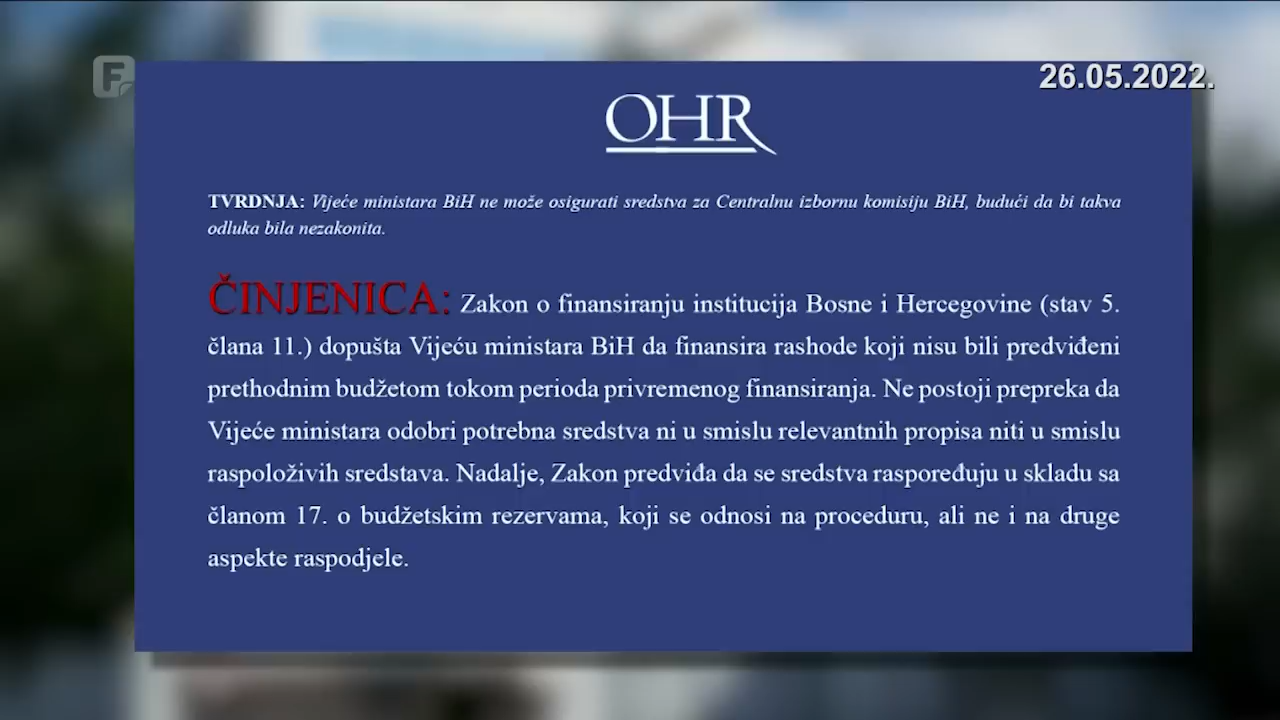 F
26.05.2022.
OHR
TVRDNJA: Vijeće ministara BiH ne može osigurati sredstva za Centralnu izbornu komisiju BiH, budući da bi takva
odluka bila nezakonita.
ČINJENICA: Zakon o finansiranju institucija Bosne i Hercegovine (stav 5.
člana 11.) dopušta Vijeću ministara BiH da finansira rashode koji nisu bili predviđeni
prethodnim budžetom tokom perioda privremenog finansiranja. Ne postoji prepreka da
Vijeće ministara odobri potrebna sredstva ni u smislu relevantnih propisa niti u smislu
raspoloživih sredstava. Nadalje, Zakon predviđa da se sredstva raspoređuju u skladu sa
članom 17. o budžetskim rezervama, koji se odnosi na proceduru, ali ne i na druge
aspekte raspodjele.